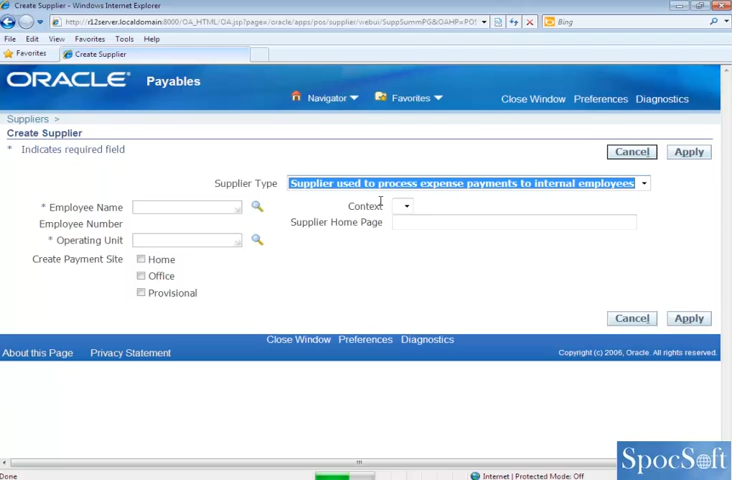 Create Supplier - Windows Internet Explorer
http://r12server.localdomain:8000/OA_HTML/OA.jsp?page=/oracle/apps/pos/supplier/webui/SuppSummPG&OAHP=POS
Bing
File Edit View Favorites Tools Help
Favorites Create Supplier
ORACLE Payables
Navigator Favorites Close Window Preferences Diagnostics
Suppliers >
Create Supplier
* Indicates required field
Cancel Apply
Supplier Type Supplier used to process expense payments to internal employees
* Employee Name Context
Employee Number Supplier Home Page
* Operating Unit
Create Payment Site Home
Office
Provisional
Cancel Apply
Close Window Preferences Diagnostics
About this Page Privacy Statement Copyright (c) 2006, Oracle. All rights reserved.
SpocSoft
Done Internet | Protected Mode: Off